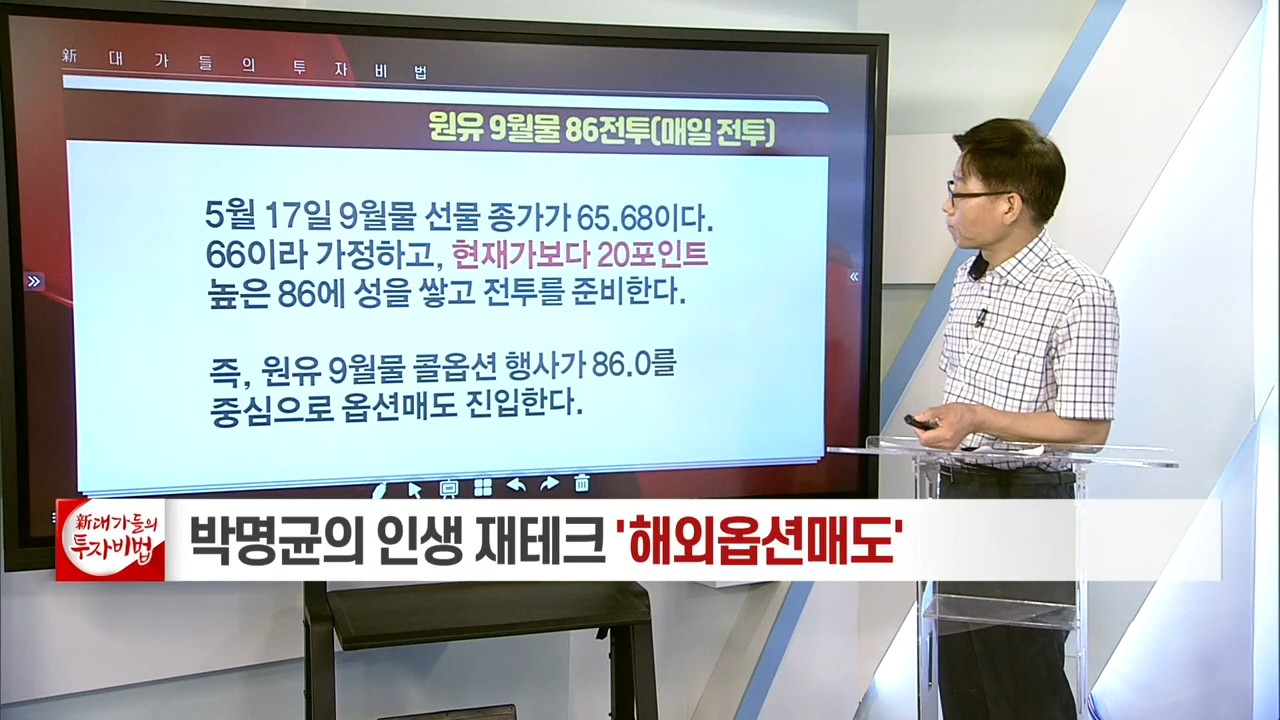 新 대 가 들 의 투 자 비 법
원유 9월물 86전투(매일 전투)
5월 17일 9월물 선물 종가가 65.68이다.
66이라 가정하고, 현재가보다 20포인트
높은 86에 성을 쌓고 전투를 준비한다.
즉, 원유 9월물 콜옵션 행사가 86.0를
중심으로 옵션매도 진입한다.
新대가들의
투자비법
박명균의 인생 재테크 '해외옵션매도'